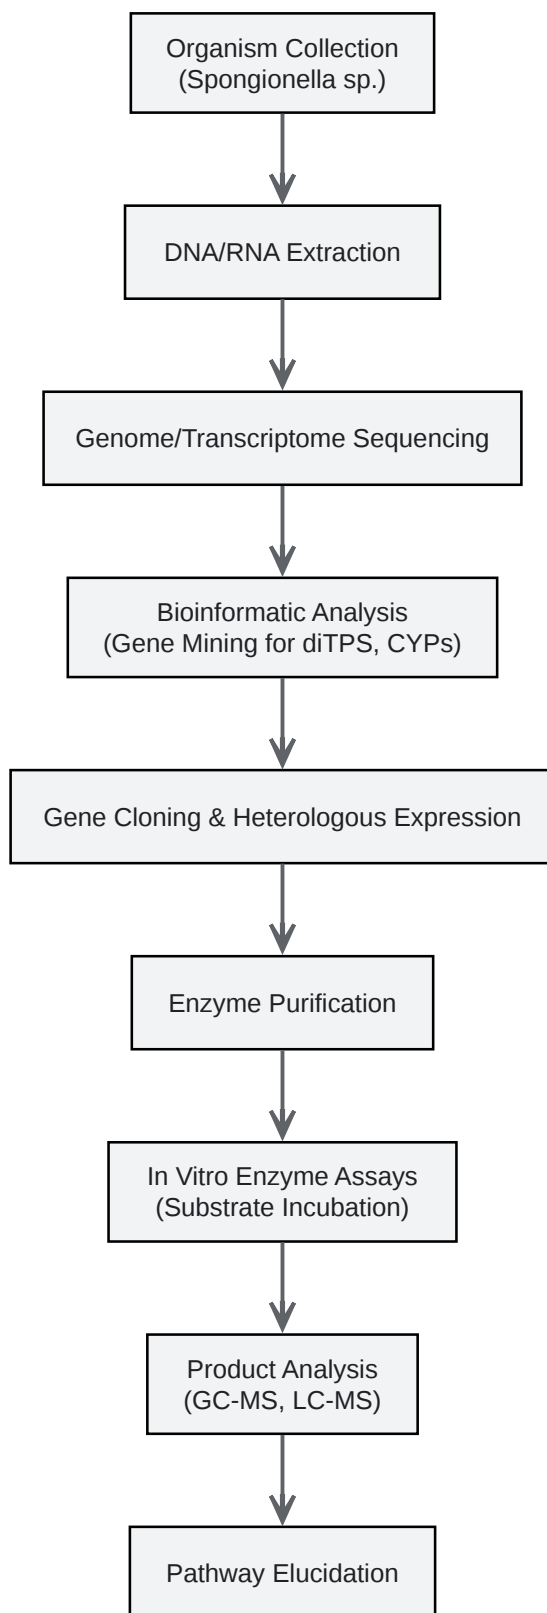 Organism Collection
(Spongionella sp.)
DNA/RNA Extraction
Genome/Transcriptome Sequencing
Bioinformatic Analysis
(Gene Mining for diTPS, CYPs)
Gene Cloning & Heterologous Expression
Enzyme Purification
In Vitro Enzyme Assays
(Substrate Incubation)
Product Analysis
(GC-MS, LC-MS)
Pathway Elucidation